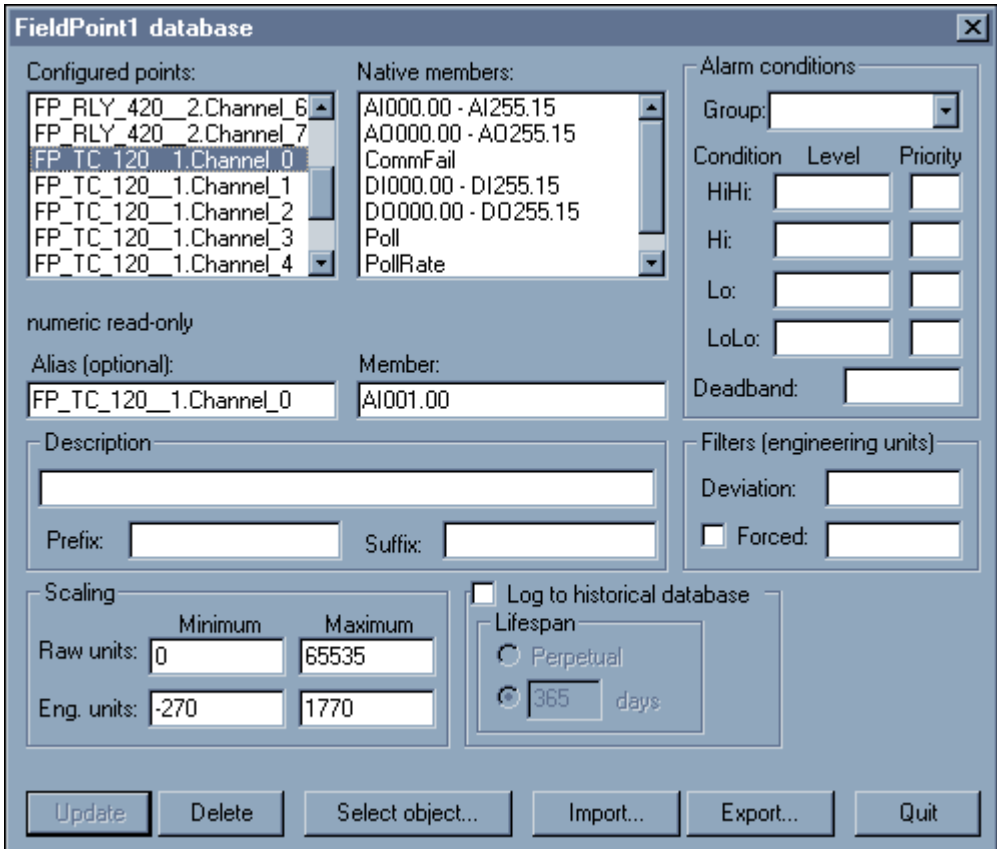 FieldPoint1 database
Configured points:
FP_RLY_420__2.Channel_6
FP_RLY_420__2.Channel_7
FP_TC_120__1.Channel_0
FP_TC_120__1.Channel_1
FP_TC_120__1.Channel_2
FP_TC_120__1.Channel_3
FP_TC_120__1.Channel_4
Native members:
AI000.00 - AI255.15
AO000.00 - AO255.15
CommFail
DI000.00 - DI255.15
DO000.00 - DO255.15
Poll
PollRate
Alarm conditions
Group:
Condition Level Priority
HiHi:
Hi:
Lo:
LoLo:
Deadband:
numeric read-only
Alias (optional):
FP_TC_120__1.Channel_0
Member:
AI001.00
Description
Prefix:
Suffix:
Filters (engineering units)
Deviation:
Forced:
Scaling
Minimum Maximum
Raw units: 0 65535
Eng. units: -270 1770
Log to historical database
Lifespan
Perpetual
365 days
Update Delete Select object... Import... Export... Quit